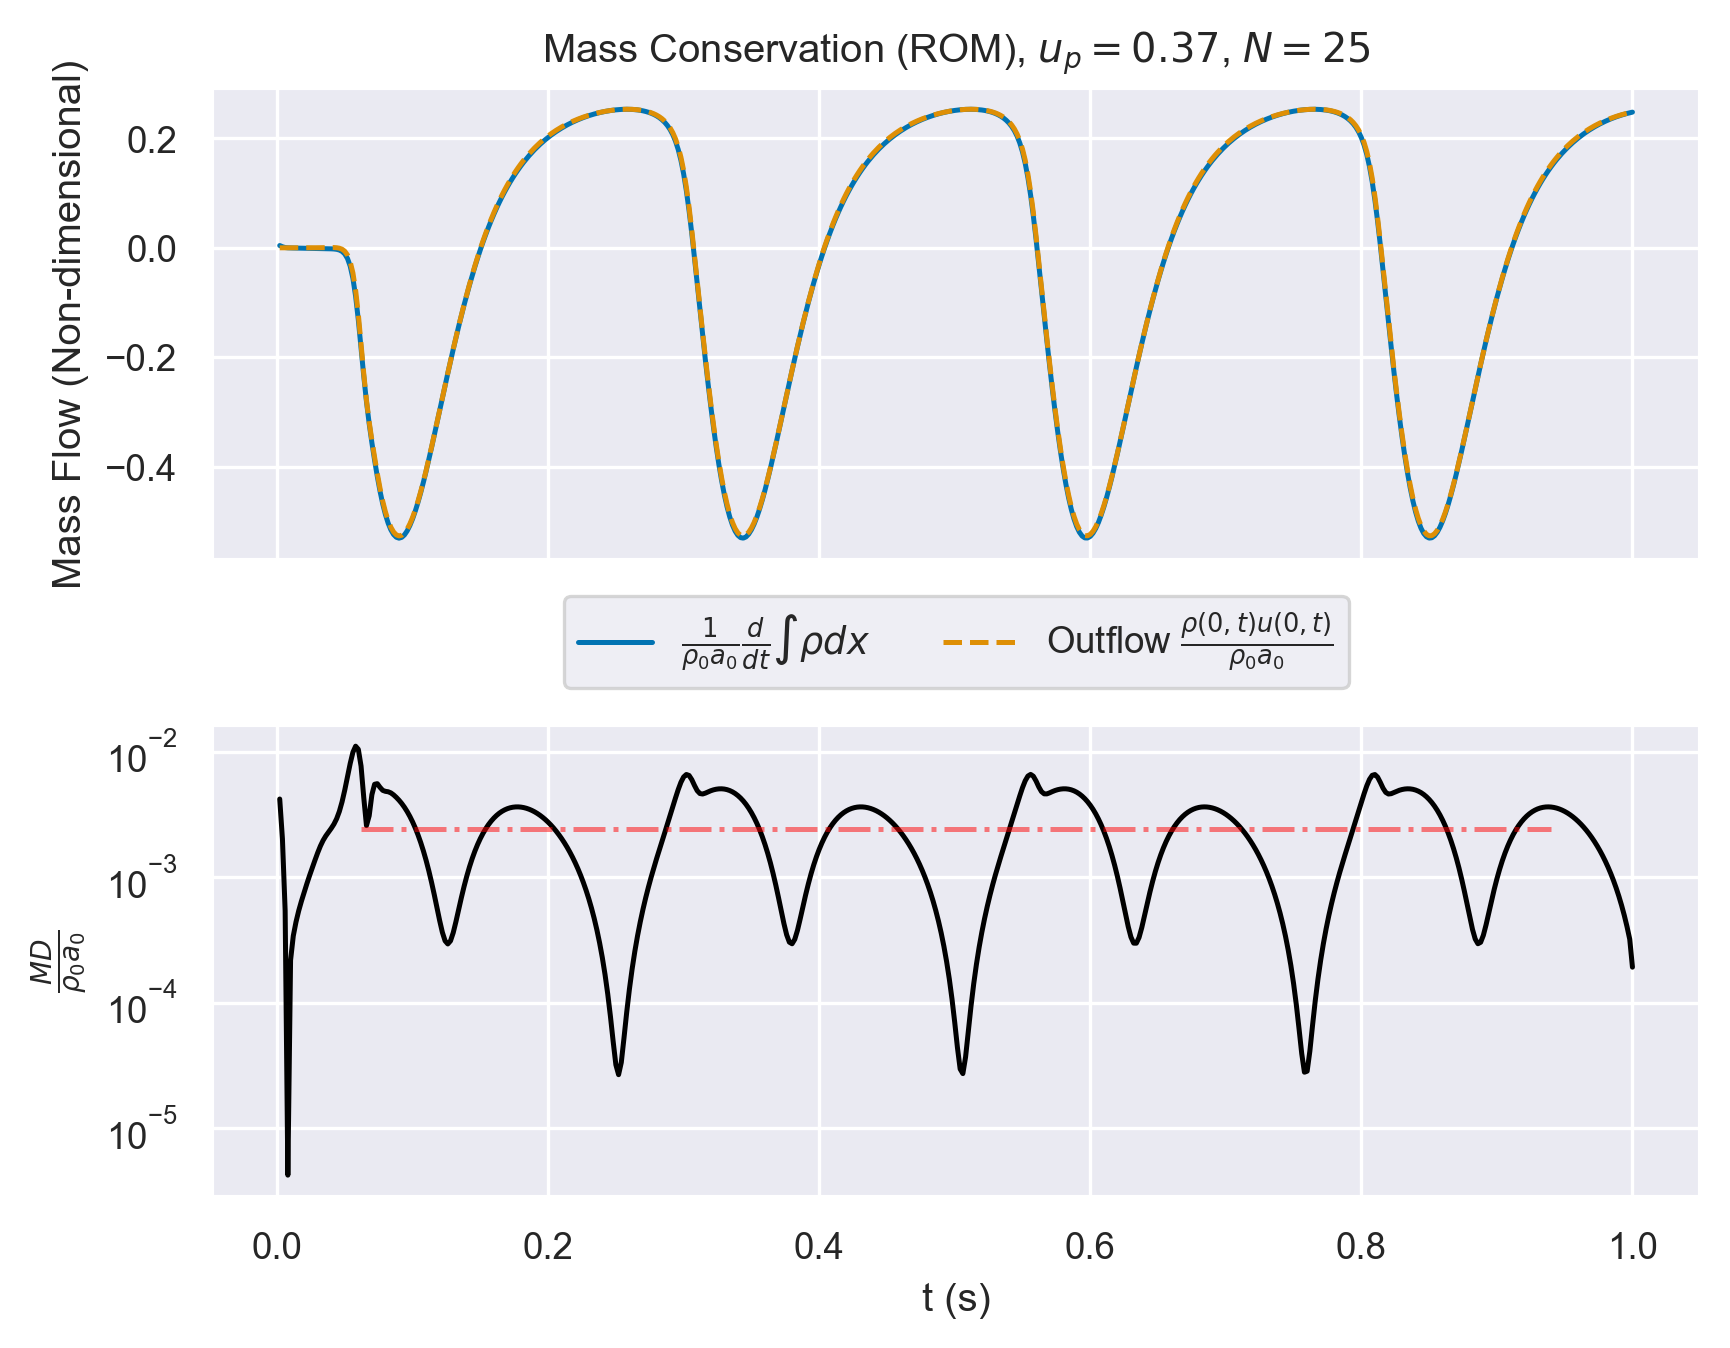 Mass Conservation (ROM), $u_p = 0.37$, $N = 25$
Mass Flow (Non-dimensional)
0.2
0.0
−0.2
−0.4
$\frac{1}{\rho_0 a_0}\frac{d}{dt}\int \rho dx$
Outflow $\frac{\rho(0,t)u(0,t)}{\rho_0 a_0}$
$\frac{MD}{\rho_0 a_0}$
$10^{-2}$
$10^{-3}$
$10^{-4}$
$10^{-5}$
0.0 0.2 0.4 0.6 0.8 1.0
t (s)